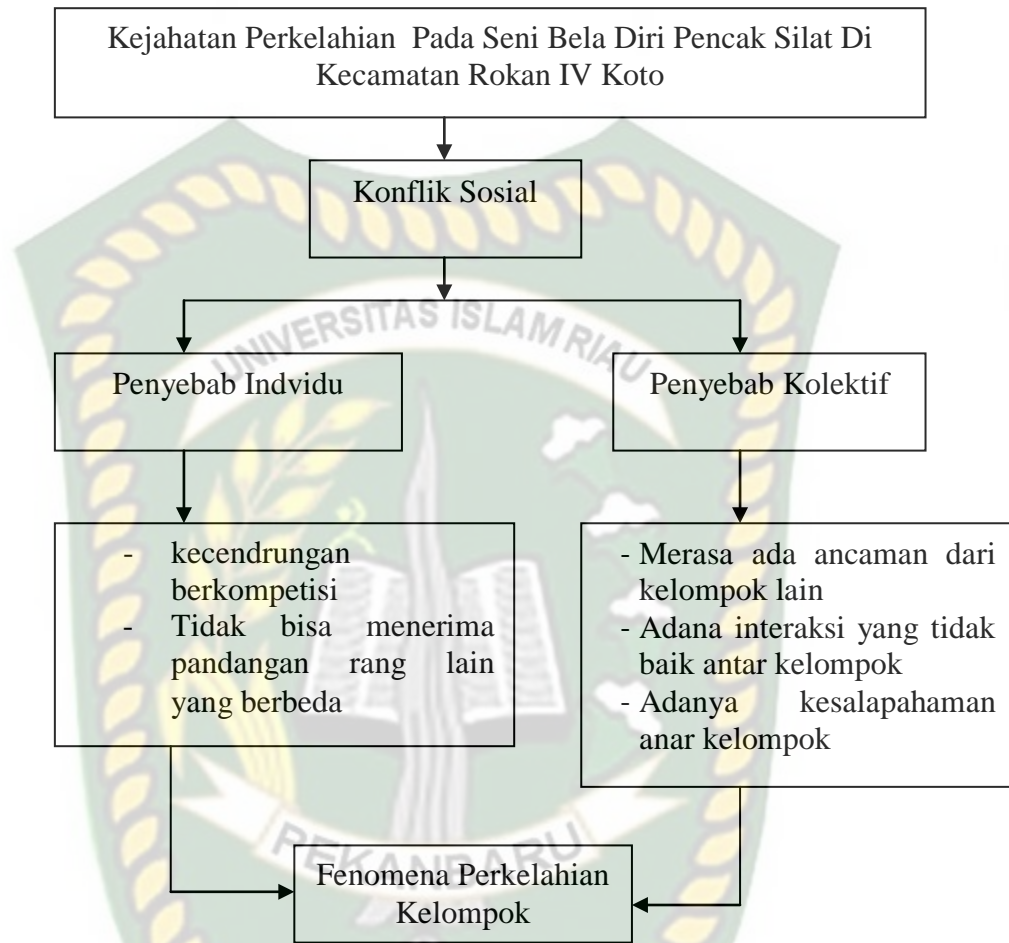 Kejahatan Perkelahian Pada Seni Bela Diri Pencak Silat Di
Kecamatan Rokan IV Koto
Konflik Sosial
UNIVERSITAS ISLAM RIAU
Penyebab Indvidu
Penyebab Kolektif
- kecendrungan
berkompetisi
- Tidak bisa menerima
pandangan rang lain
yang berbeda
- Merasa ada ancaman dari
kelompok lain
- Adana interaksi yang tidak
baik antar kelompok
- Adanya kesalapahaman
anar kelompok
PEKANBARU
Fenomena Perkelahian
Kelompok